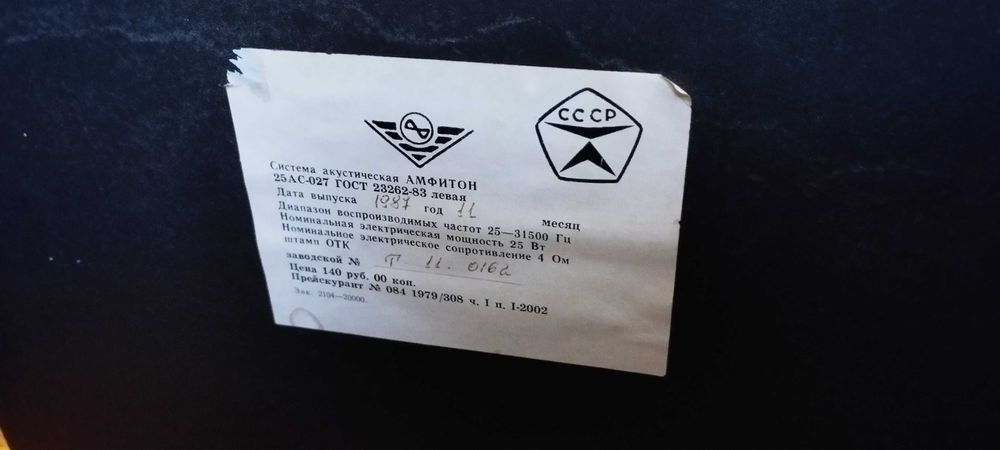 СССР
Система акустическая АМФИТОН
25АС-027 ГОСТ 23262-83 левая
Дата выпуска 1987 год 11 месяц
Диапазон воспроизводимых частот 25—31500 Гц
Номинальная электрическая мощность 25 Вт
Номинальное электрическое сопротивление 4 Ом
штамп ОТК
заводской № Т. 11. 0162
Цена 140 руб. 00 коп.
Прейскурант № 084 1979/308 ч. I п. I-2002
Зак. 2104—20000.